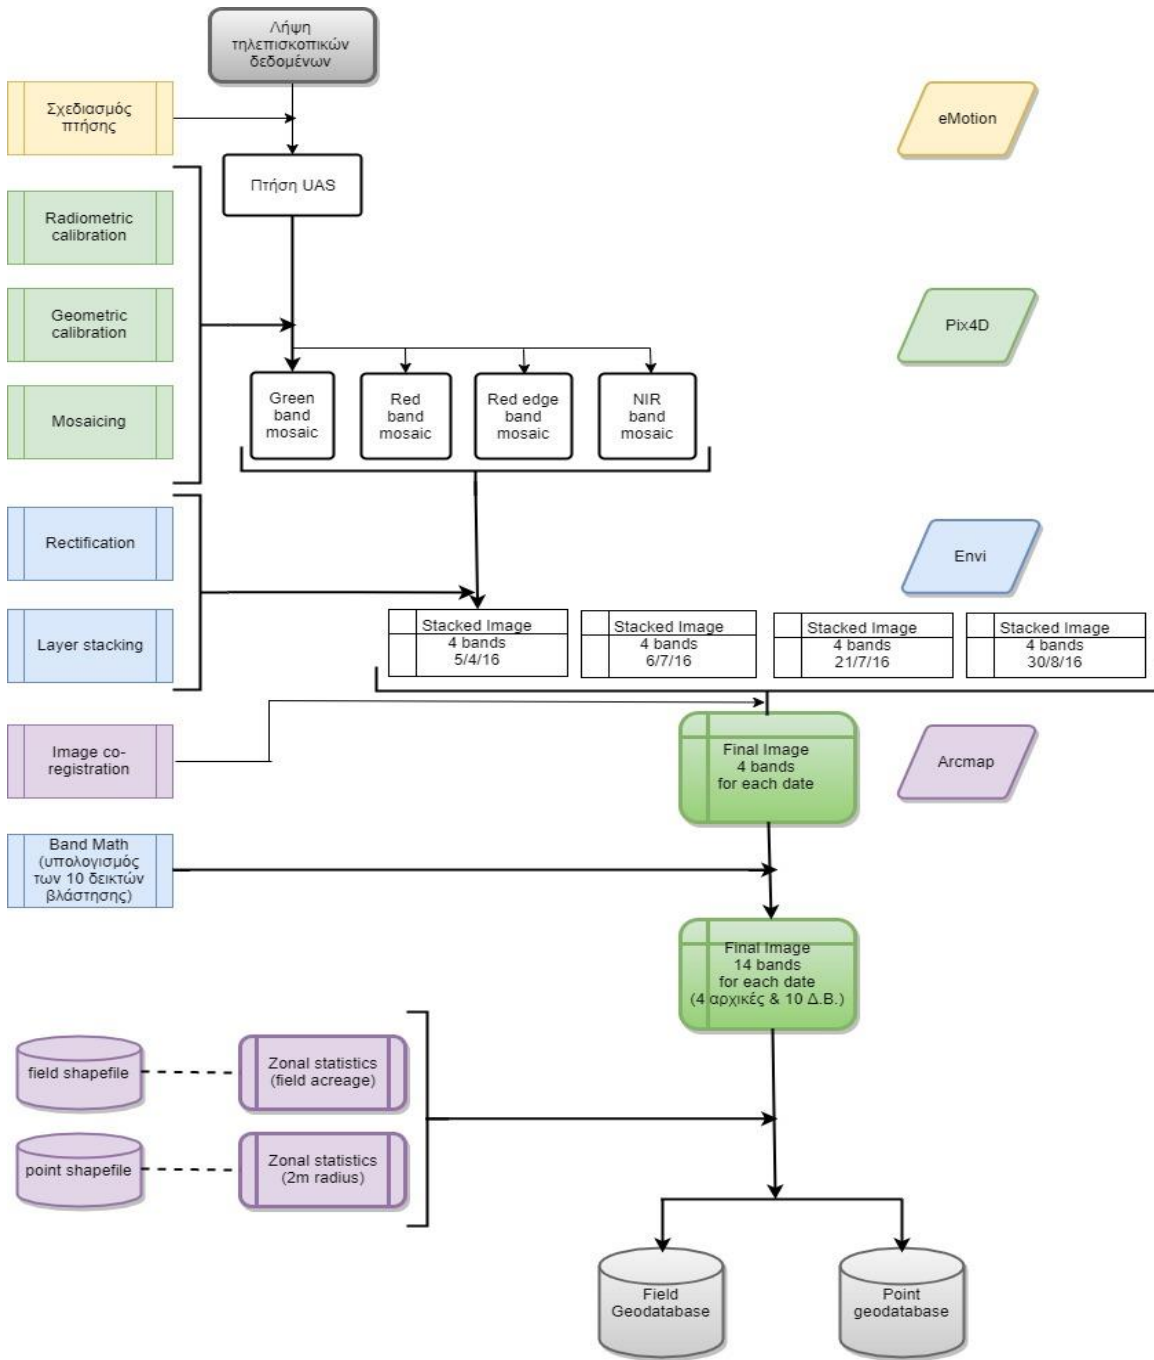 Λήψη
τηλεπισκοπικών
δεδομένων
Σχεδιασμός
πτήσης
eMotion
Πτήση UAS
Radiometric
calibration
Geometric
calibration
Pix4D
Mosaicing
Green
band
mosaic
Red
band
mosaic
Red edge
band
mosaic
NIR
band
mosaic
Rectification
Envi
Layer stacking
Stacked Image
4 bands
5/4/16
Stacked Image
4 bands
6/7/16
Stacked Image
4 bands
21/7/16
Stacked Image
4 bands
30/8/16
Image co-
registration
Final Image
4 bands
for each date
Arcmap
Band Math
(υπολογισμός
των 10 δεικτών
βλάστησης)
Final Image
14 bands
for each date
(4 αρχικές & 10 Δ.Β.)
field shapefile
Zonal statistics
(field acreage)
point shapefile
Zonal statistics
(2m radius)
Field
Geodatabase
Point
geodatabase